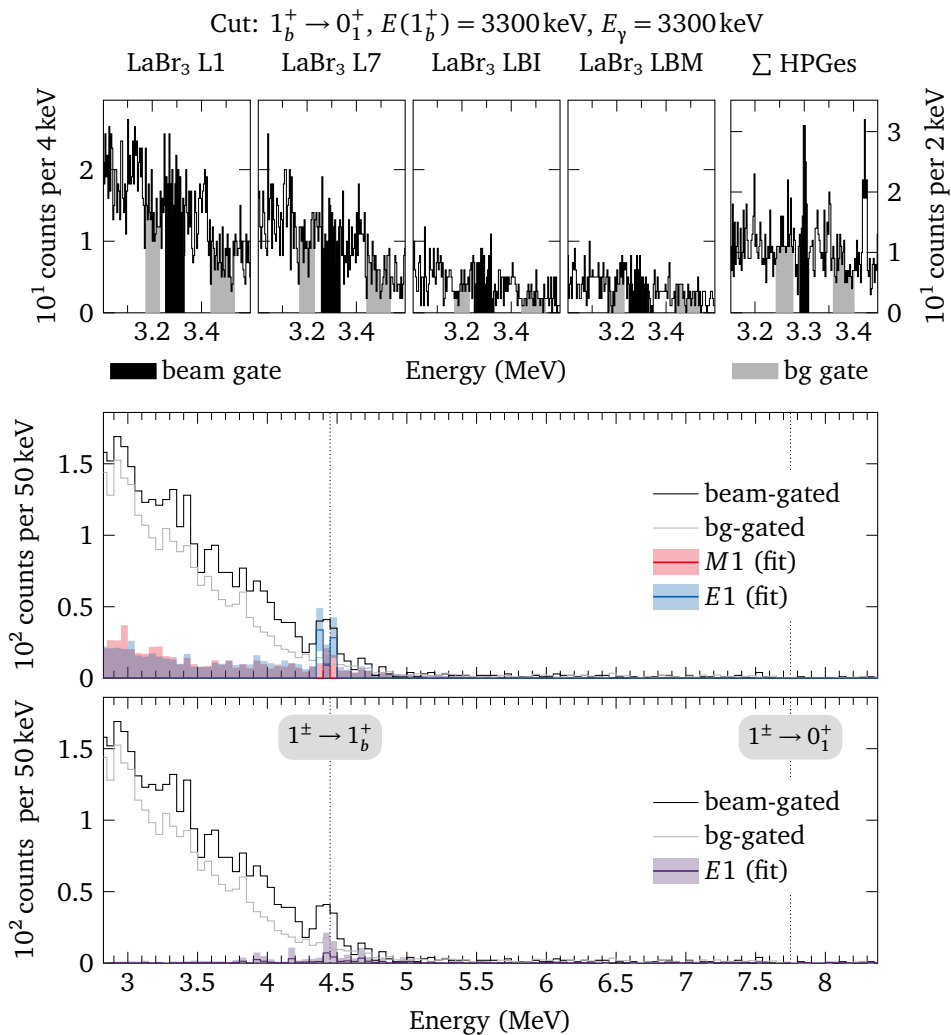 Cut: 1_b^+ → 0_1^+, E(1_b^+) = 3300 keV, E_γ = 3300 keV
LaBr₃ L1 LaBr₃ L7 LaBr₃ LBI LaBr₃ LBM ∑ HPGes
10¹ counts per 4 keV
2
1
0
3
2
1
0
10¹ counts per 2 keV
3.2 3.4 3.2 3.4 3.2 3.4 3.2 3.4 3.2 3.4
beam gate Energy (MeV) bg gate
10² counts per 50 keV
1.5
1
0.5
0
beam-gated
bg-gated
M1 (fit)
E1 (fit)
10² counts per 50 keV
1.5
1
0.5
0
1^± → 1_b^+ 1^± → 0_1^+
beam-gated
bg-gated
E1 (fit)
3 3.5 4 4.5 5 5.5 6 6.5 7 7.5 8
Energy (MeV)